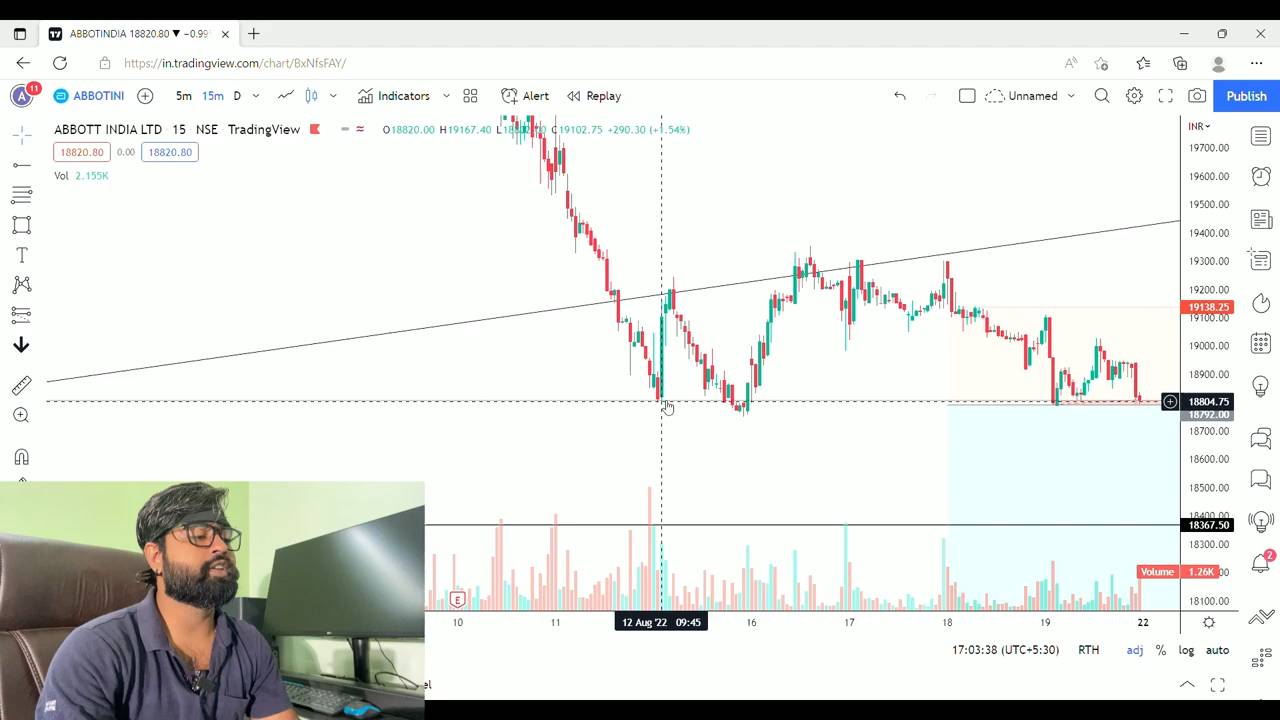 ABBOTINDIA 18820.80 ▼ −0.99
https://in.tradingview.com/chart/BxNfsFAY/
11
ABBOTINI
5m
15m
D
Indicators
Alert
Replay
Unnamed
Publish
ABBOTT INDIA LTD · 15 · NSE · TradingView
O18820.00 H19167.40 C19102.75 +290.30 (+1.54%)
INR
18820.80
0.00
18820.80
Vol 2.155K
19700.00
19600.00
19500.00
19400.00
19300.00
19200.00
19138.25
19100.00
19000.00
18900.00
18804.75
18792.00
18700.00
18600.00
18500.00
18367.50
18300.00
Volume 1.26K
18100.00
E
10
11
12 Aug '22 09:45
16
17
18
19
22
17:03:38 (UTC+5:30)
RTH
adj
%
log
auto
2